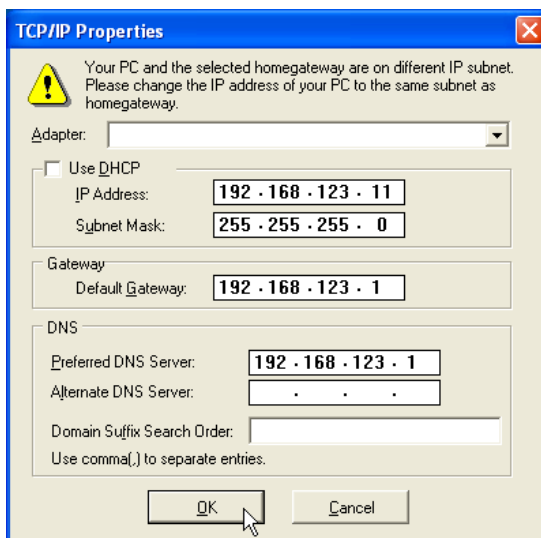 TCP/IP Properties
Your PC and the selected homegateway are on different IP subnet.
Please change the IP address of your PC to the same subnet as
homegateway.
Adapter:
Use DHCP
IP Address: 192 . 168 . 123 . 11
Subnet Mask: 255 . 255 . 255 . 0
Gateway
Default Gateway: 192 . 168 . 123 . 1
DNS
Preferred DNS Server: 192 . 168 . 123 . 1
Alternate DNS Server: . . .
Domain Suffix Search Order:
Use comma(,) to separate entries.
OK Cancel